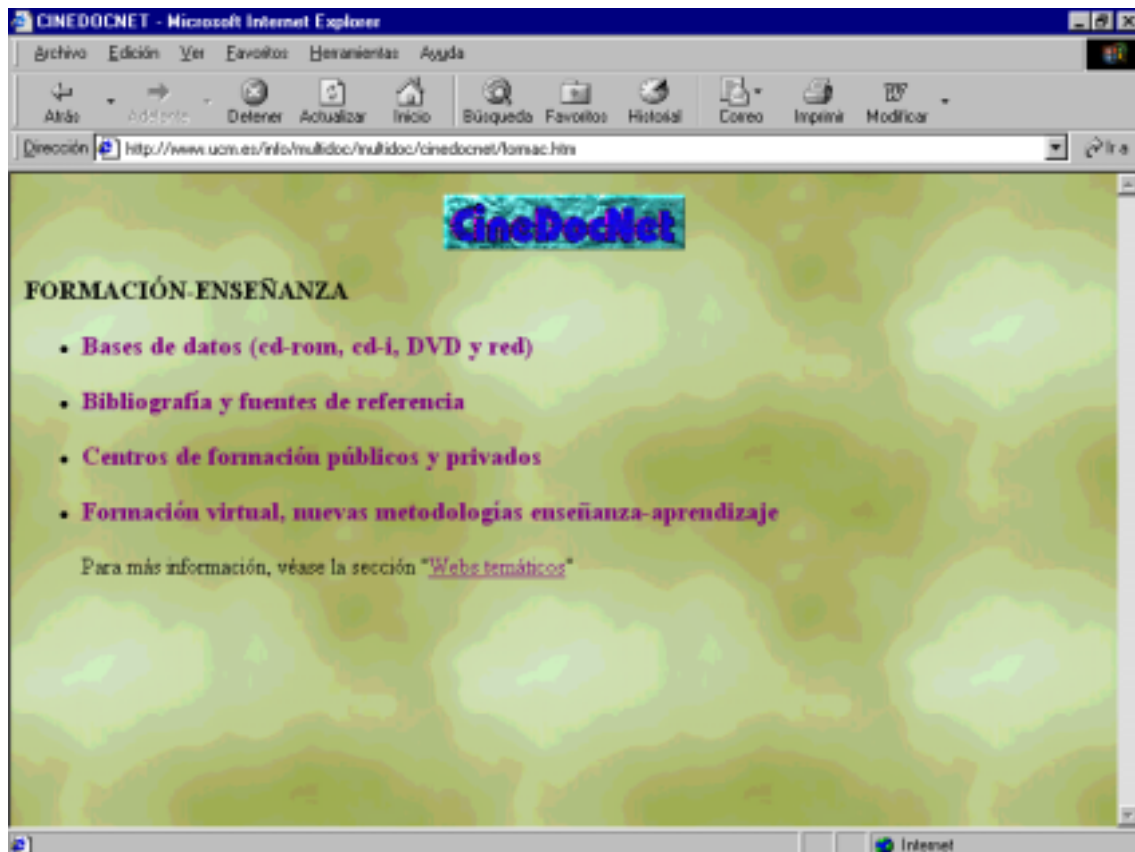 CINEDOCNET - Microsoft Internet Explorer
Archivo Edición Ver Favoritos Herramientas Ayuda
Atrás Adelante Detener Actualizar Inicio Búsqueda Favoritos Historial Correo Imprimir Modificar
Dirección http://www.ucm.es/info/multidoc/multidoc/cinedocnet/formac.htm Ir a
CineDocNet
FORMACIÓN-ENSEÑANZA
• Bases de datos (cd-rom, cd-i, DVD y red)
• Bibliografía y fuentes de referencia
• Centros de formación públicos y privados
• Formación virtual, nuevas metodologías enseñanza-aprendizaje
Para más información, véase la sección "Webs temáticos"
Internet